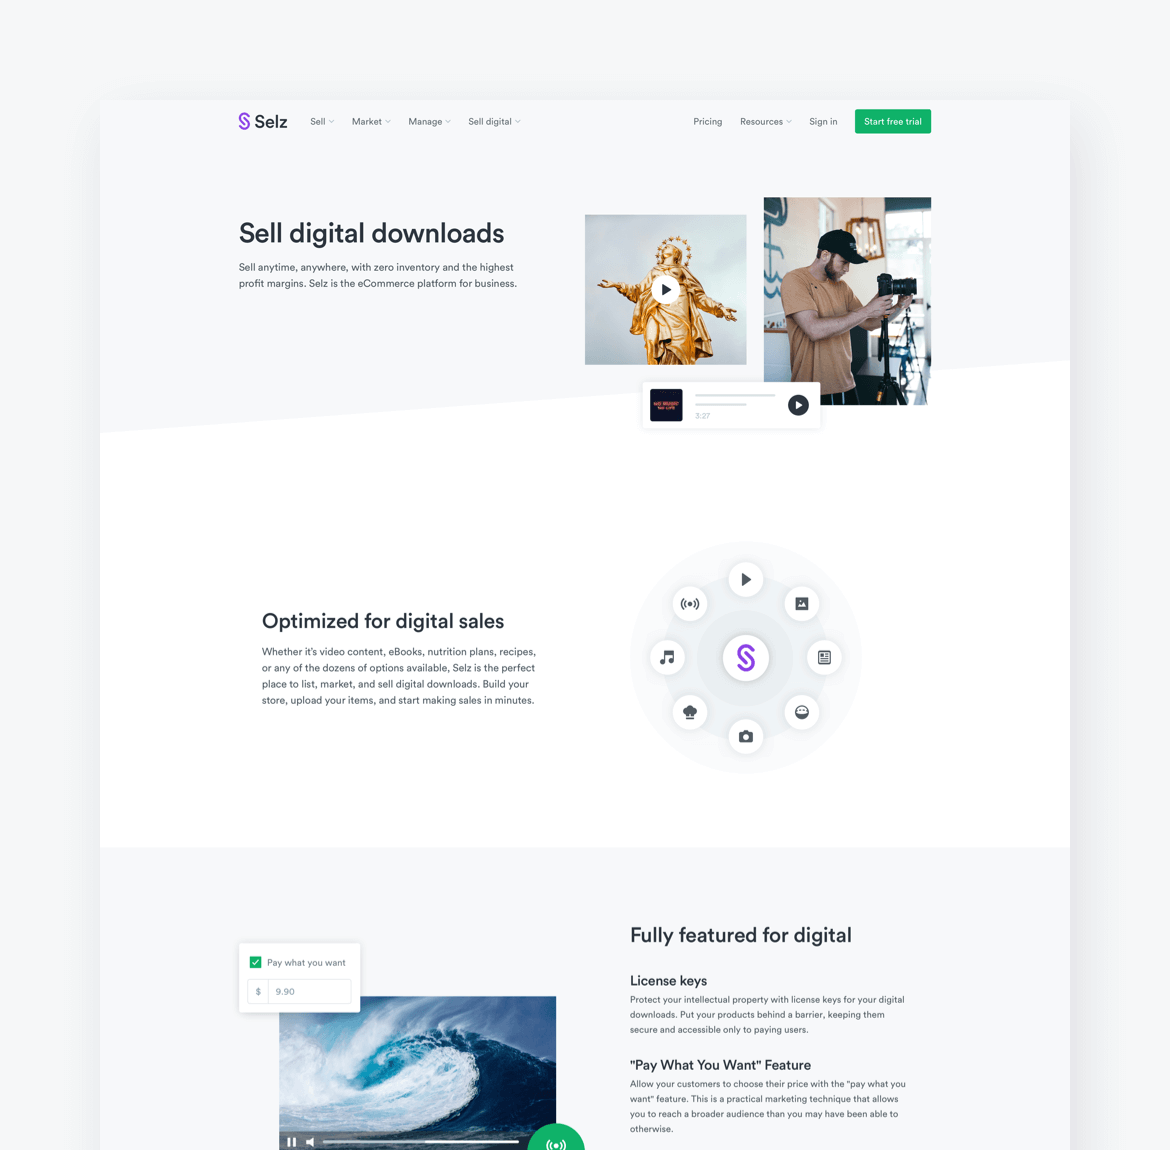 Selz
Sell
Market
Manage
Sell digital
Pricing
Resources
Sign in
Start free trial
Sell digital downloads
Sell anytime, anywhere, with zero inventory and the highest
profit margins. Selz is the eCommerce platform for business.
3:27
Optimized for digital sales
Whether it's video content, eBooks, nutrition plans, recipes,
or any of the dozens of options available, Selz is the perfect
place to list, market, and sell digital downloads. Build your
store, upload your items, and start making sales in minutes.
Pay what you want
$ 9.90
Fully featured for digital
License keys
Protect your intellectual property with license keys for your digital
downloads. Put your products behind a barrier, keeping them
secure and accessible only to paying users.
"Pay What You Want" Feature
Allow your customers to choose their price with the "pay what you
want" feature. This is a practical marketing technique that allows
you to reach a broader audience than you may have been able to
otherwise.